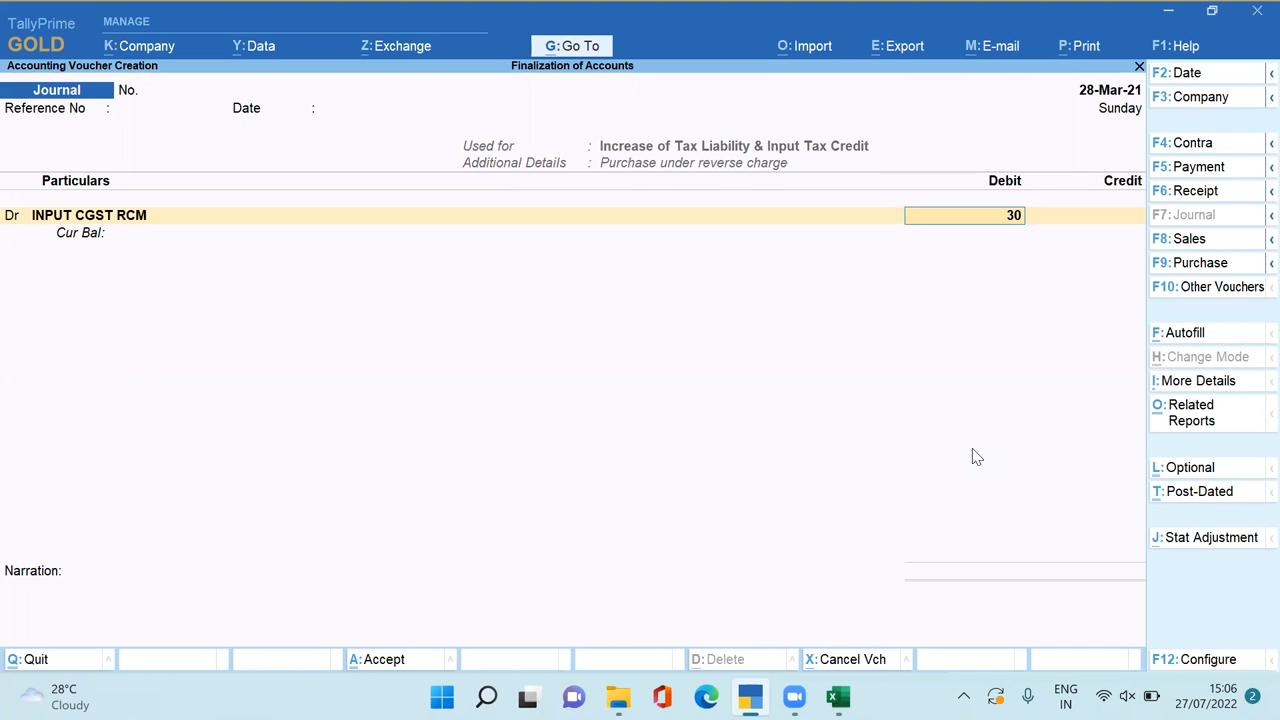 TallyPrime
GOLD
MANAGE
K:Company
Y:Data
Z:Exchange
G:Go To
O:Import
E:Export
M:E-mail
P:Print
F1:Help
Accounting Voucher Creation
Finalization of Accounts
Journal No.
28-Mar-21
Reference No :
Date :
Sunday
Used for : Increase of Tax Liability & Input Tax Credit
Additional Details : Purchase under reverse charge
Particulars
Debit
Credit
Dr INPUT CGST RCM
30
Cur Bal:
Narration:
F2:Date
F3:Company
F4:Contra
F5:Payment
F6:Receipt
F7:Journal
F8:Sales
F9:Purchase
F10:Other Vouchers
F:Autofill
H:Change Mode
I:More Details
O:Related
Reports
L:Optional
T:Post-Dated
J:Stat Adjustment
Q:Quit
A:Accept
D:Delete
X:Cancel Vch
F12:Configure
28°C
Cloudy
ENG
IN
15:06
27/07/2022
2